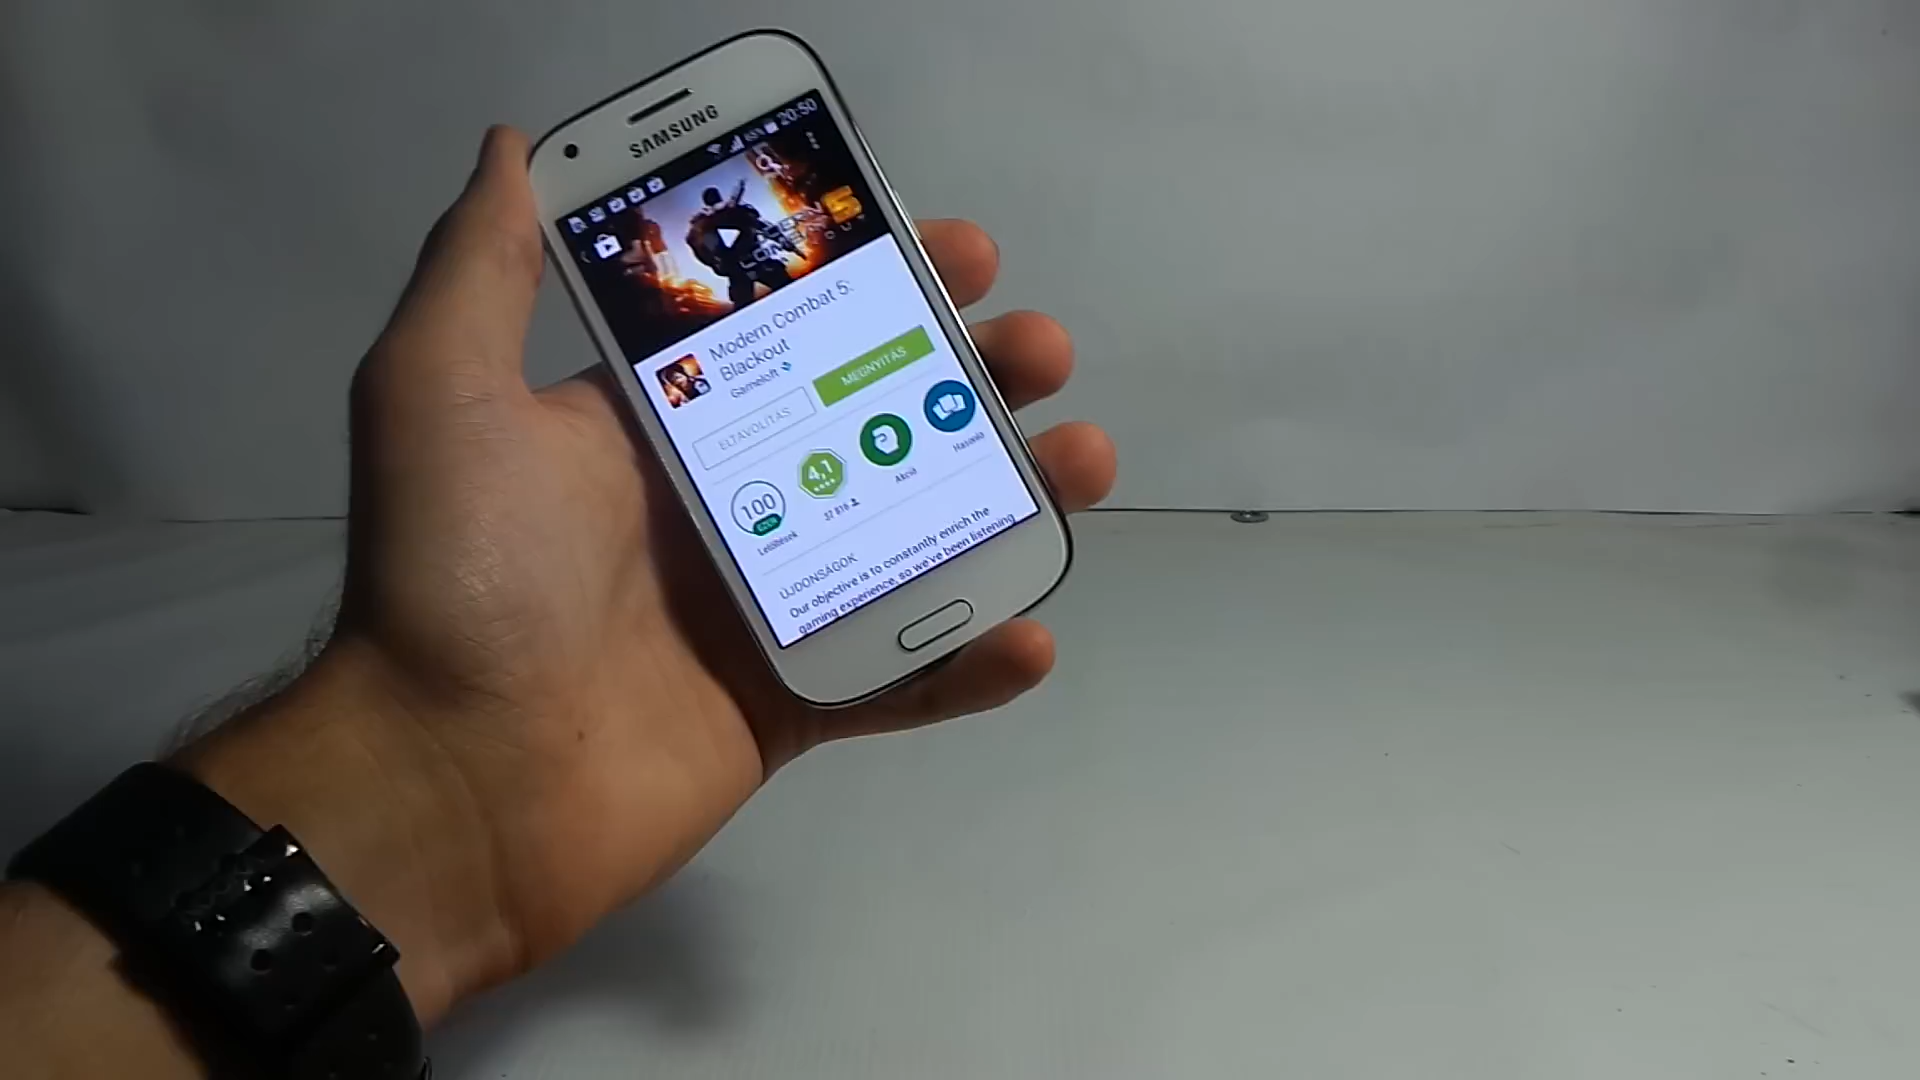 SAMSUNG
20:50
Modern Combat 5:
Blackout
Gameloft
ELTÁVOLÍTÁS
MEGNYITÁS
100
EZER
Letöltések
4,1
Akció
Hasonló
ÚJDONSÁGOK
Our objective is to constantly enrich the
gaming experience, so we've been listening